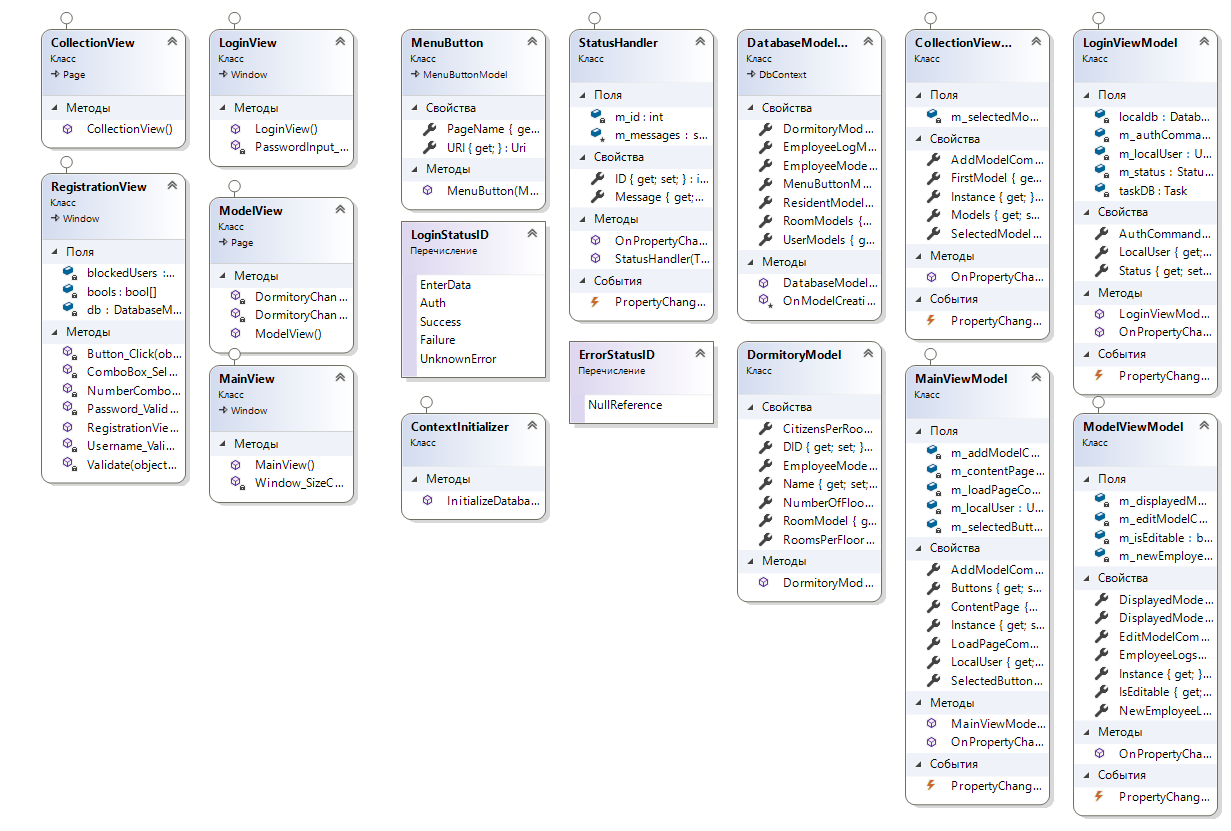 CollectionView
Класс
Page
Методы
CollectionView()
RegistrationView
Класс
Window
Поля
blockedUsers :...
bools : bool[]
db : DatabaseM...
Методы
Button_Click(ob...
ComboBox_Sel...
NumberCombo...
Password_Valid...
RegistrationVie...
Username_Vali...
Validate(object...
LoginView
Класс
Window
Методы
LoginView()
PasswordInput_...
ModelView
Класс
Page
Методы
DormitoryChan...
DormitoryChan...
ModelView()
MainView
Класс
Window
Методы
MainView()
Window_SizeC...
MenuButton
Класс
MenuButtonModel
Свойства
PageName { ge...
URI { get; } : Uri
Методы
MenuButton(M...
LoginStatusID
Перечисление
EnterData
Auth
Success
Failure
UnknownError
ContextInitializer
Класс
Методы
InitializeDataba...
StatusHandler
Класс
Поля
m_id : int
m_messages : s...
Свойства
ID { get; set; } : i...
Message { get;...
Методы
OnPropertyCha...
StatusHandler(T...
События
PropertyChang...
ErrorStatusID
Перечисление
NullReference
DatabaseModel...
Класс
DbContext
Свойства
DormitoryMod...
EmployeeLogM...
EmployeeMode...
MenuButtonM...
ResidentModel...
RoomModels {...
UserModels { g...
Методы
DatabaseModel...
OnModelCreati...
DormitoryModel
Класс
Свойства
CitizensPerRoo...
DID { get; set; }...
EmployeeMode...
Name { get; set;...
NumberOfFloo...
RoomModel { g...
RoomsPerFloor...
Методы
DormitoryMod...
CollectionView...
Класс
Поля
m_selectedMo...
Свойства
AddModelCom...
FirstModel { ge...
Instance { get; }...
Models { get; s...
SelectedModel...
Методы
OnPropertyCha...
События
PropertyChang...
MainViewModel
Класс
Поля
m_addModelC...
m_contentPage...
m_loadPageCo...
m_localUser : U...
m_selectedButt...
Свойства
AddModelCom...
Buttons { get; s...
ContentPage {...
Instance { get; s...
LoadPageCom...
LocalUser { get;...
SelectedButton...
Методы
MainViewMode...
OnPropertyCha...
События
PropertyChang...
LoginViewModel
Класс
Поля
localdb : Datab...
m_authComma...
m_localUser : U...
m_status : Statu...
taskDB : Task
Свойства
AuthCommand...
LocalUser { get;...
Status { get; set...
Методы
LoginViewMod...
OnPropertyCha...
События
PropertyChang...
ModelViewModel
Класс
Поля
m_displayedM...
m_editModelC...
m_isEditable : b...
m_newEmploye...
Свойства
DisplayedMode...
DisplayedMode...
EditModelCom...
EmployeeLogs...
Instance { get; }...
IsEditable { get;...
NewEmployeeL...
Методы
OnPropertyCha...
События
PropertyChang...